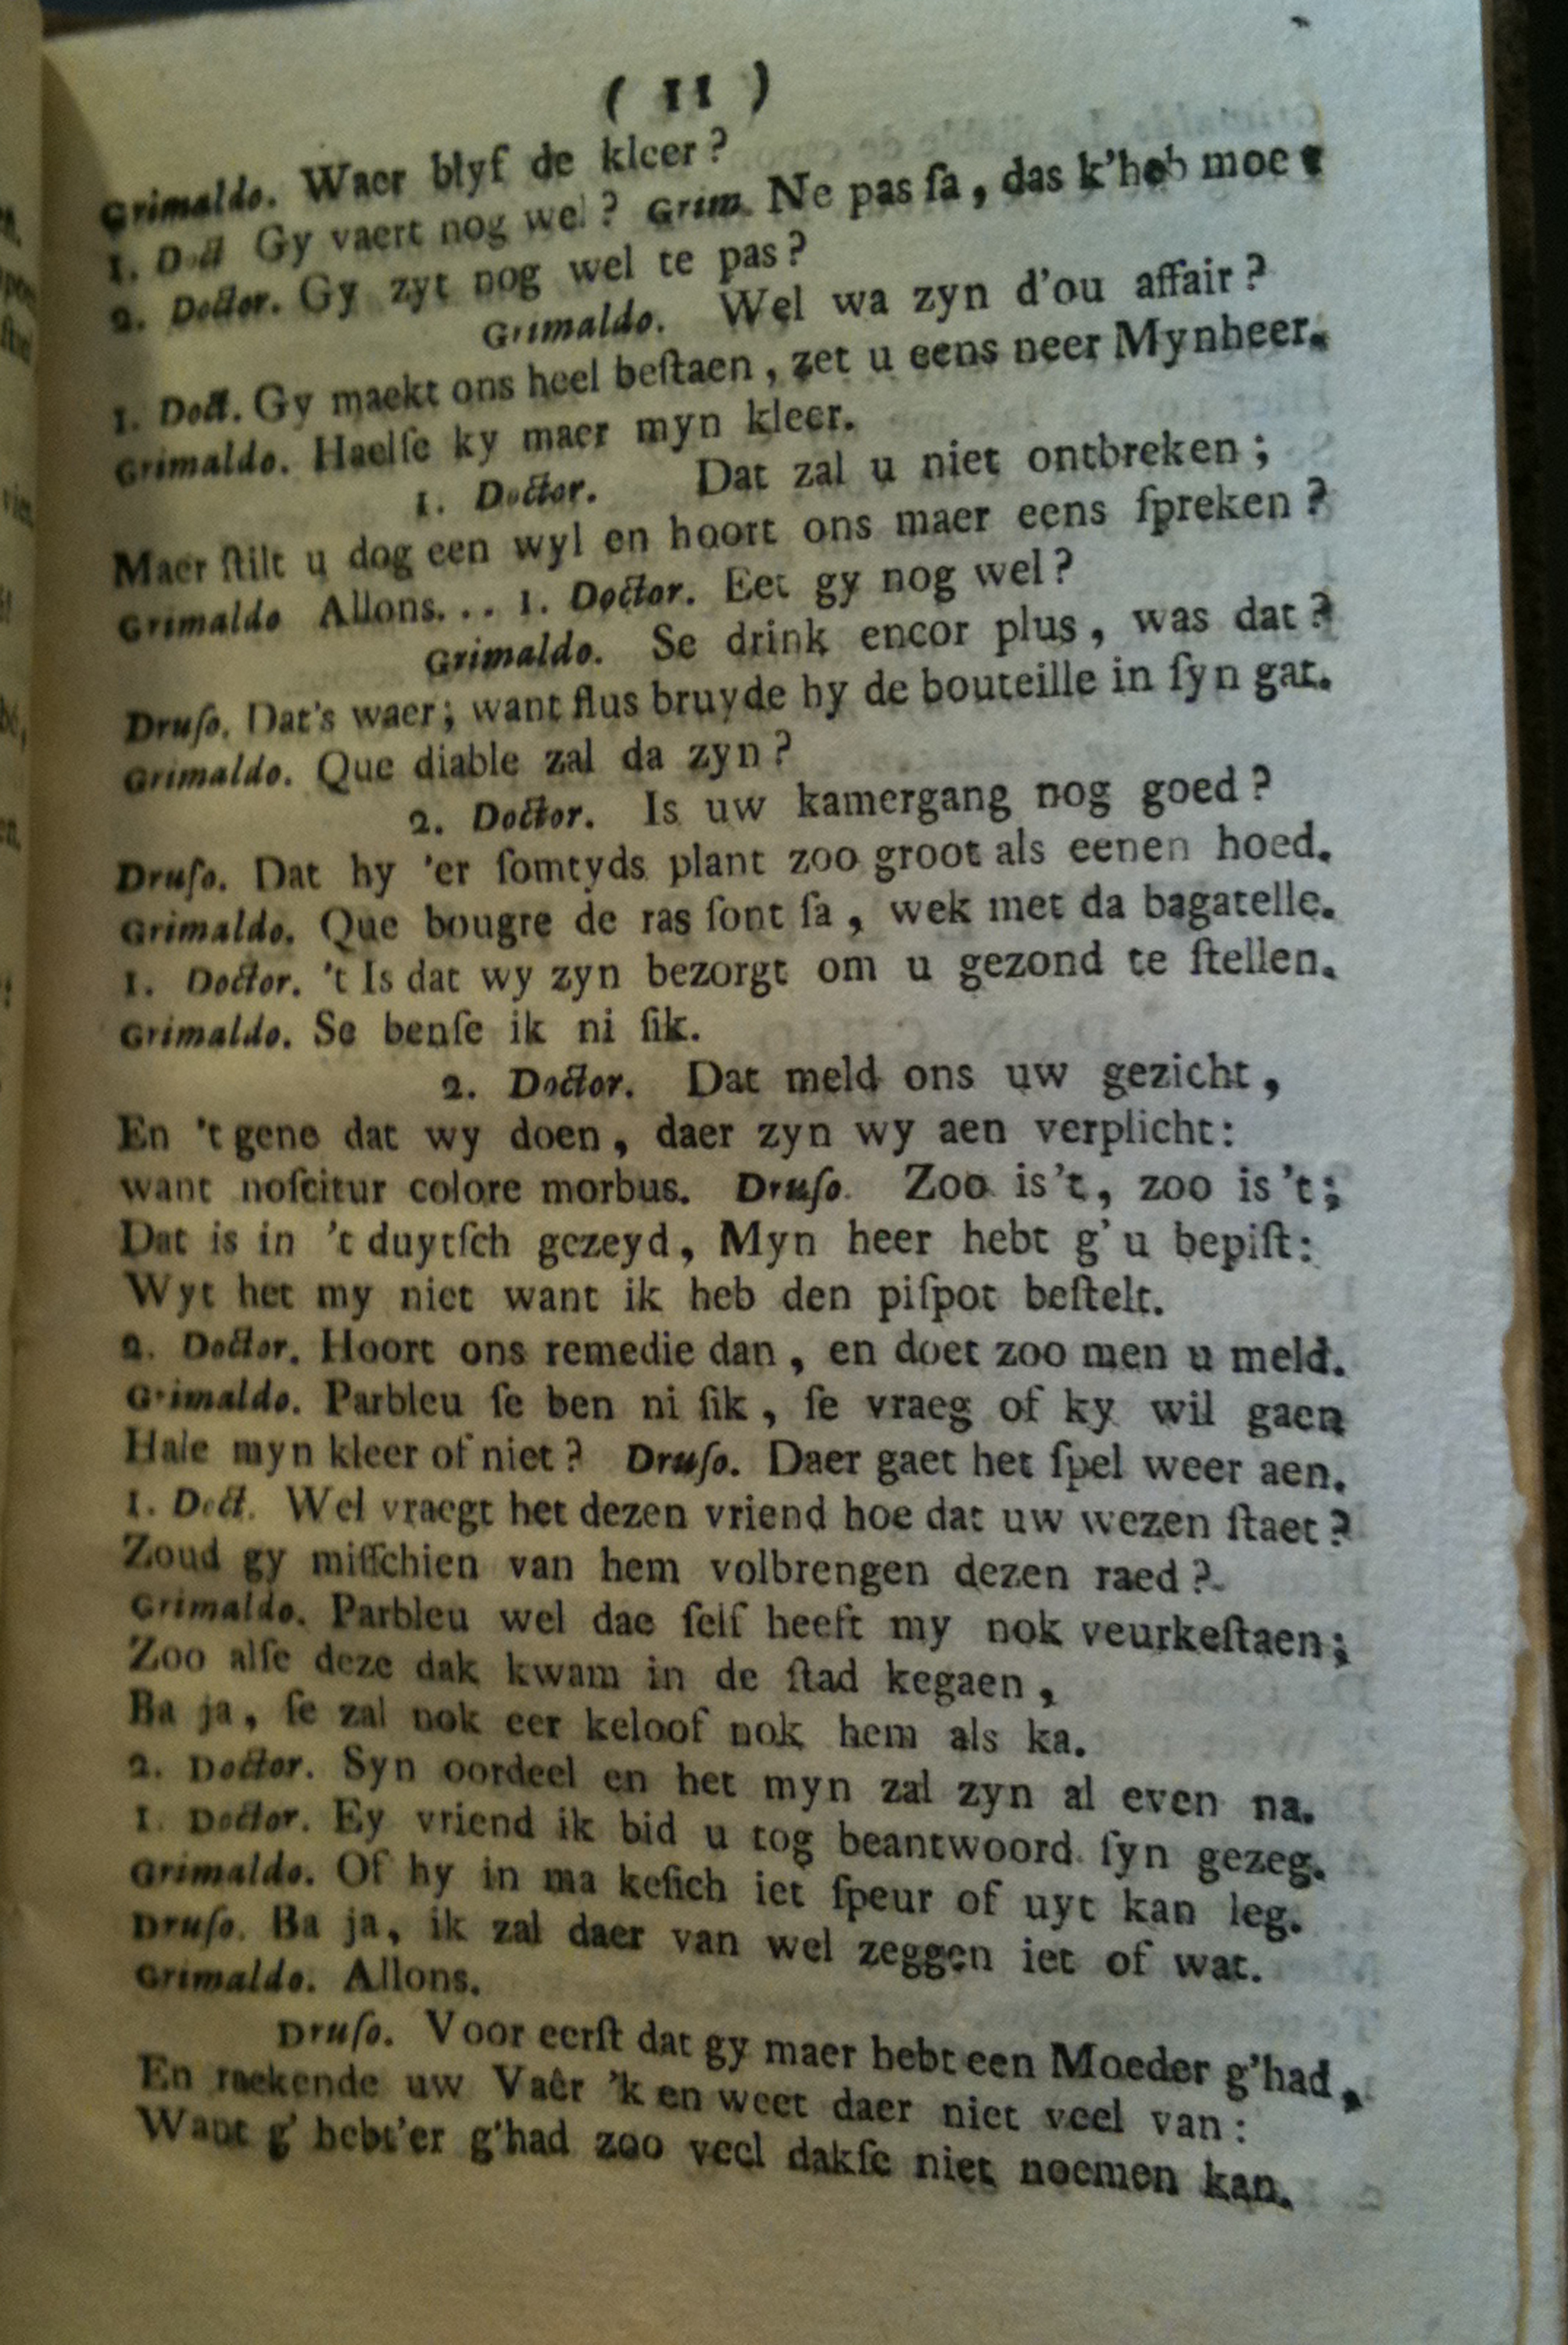 ( 11 )
Grimaldo. Waer blyf de kleer?
1. Doct Gy vaert nog wel? Grim. Ne pas ſa, das k'heb moe
2. Doctor. Gy zyt nog wel te pas?
Grimaldo. Wel wa zyn d'ou affair?
1. Doct. Gy maekt ons heel beſtaen, zet u eens neer Mynheer.
Grimaldo. Haelſe ky maer myn kleer.
1. Doctor. Dat zal u niet ontbreken;
Maer ſtilt u dog een wyl en hoort ons maer eens ſpreken?
Grimaldo Allons... 1. Doctor. Eet gy nog wel?
Grimaldo. Se drink encor plus, was dat?
Druſo. Dat's waer; want flus bruyde hy de bouteille in ſyn gat.
Grimaldo. Que diable zal da zyn?
2. Doctor. Is uw kamergang nog goed?
Druſo. Dat hy 'er ſomtyds plant zoo groot als eenen hoed.
Grimaldo. Que bougre de ras ſont ſa, wek met da bagatelle.
1. Doctor. 't Is dat wy zyn bezorgt om u gezond te ſtellen.
Grimaldo. Se benſe ik ni ſik.
2. Doctor. Dat meld ons uw gezicht,
En 't gene dat wy doen, daer zyn wy aen verplicht:
want noſcitur colore morbus. Druſo. Zoo is't, zoo is't;
Dat is in 't duytſch gezeyd, Myn heer hebt g' u bepiſt:
Wyt het my niet want ik heb den piſpot beſtelt.
2. Doctor. Hoort ons remedie dan, en doet zoo men u meld.
Grimaldo. Parbleu ſe ben ni ſik, ſe vraeg of ky wil gaen
Hale myn kleer of niet? Druſo. Daer gaet het ſpel weer aen.
1. Doct. Wel vraegt het dezen vriend hoe dat uw wezen ſtaet?
Zoud gy miſſchien van hem volbrengen dezen raed?
Grimaldo. Parbleu wel dae ſelf heeft my nok veurkeſtaen;
Zoo alſe deze dak kwam in de ſtad kegaen,
Ba ja, ſe zal nok eer keloof nok hem als ka.
2. Doctor. Syn oordeel en het myn zal zyn al even na.
1. Doctor. Ey vriend ik bid u tog beantwoord ſyn gezeg.
Grimaldo. Of hy in ma keſich iet ſpeur of uyt kan leg.
Druſo. Ba ja, ik zal daer van wel zeggen iet of wat.
Grimaldo. Allons.
Druſo. Voor eerſt dat gy maer hebt een Moeder g'had,
En raekende uw Vaêr 'k en weet daer niet veel van:
Want g' hebt'er g'had zoo veel dakſe niet noemen kan.